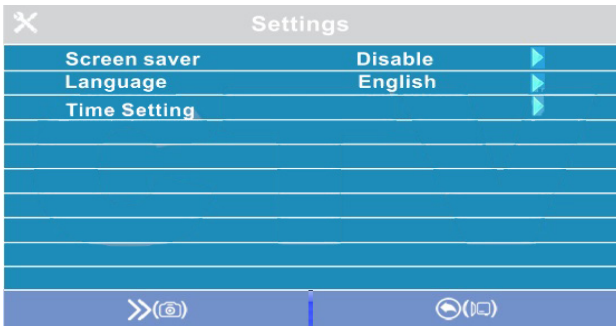 Settings
Screen saver Disable
Language English
Time Setting